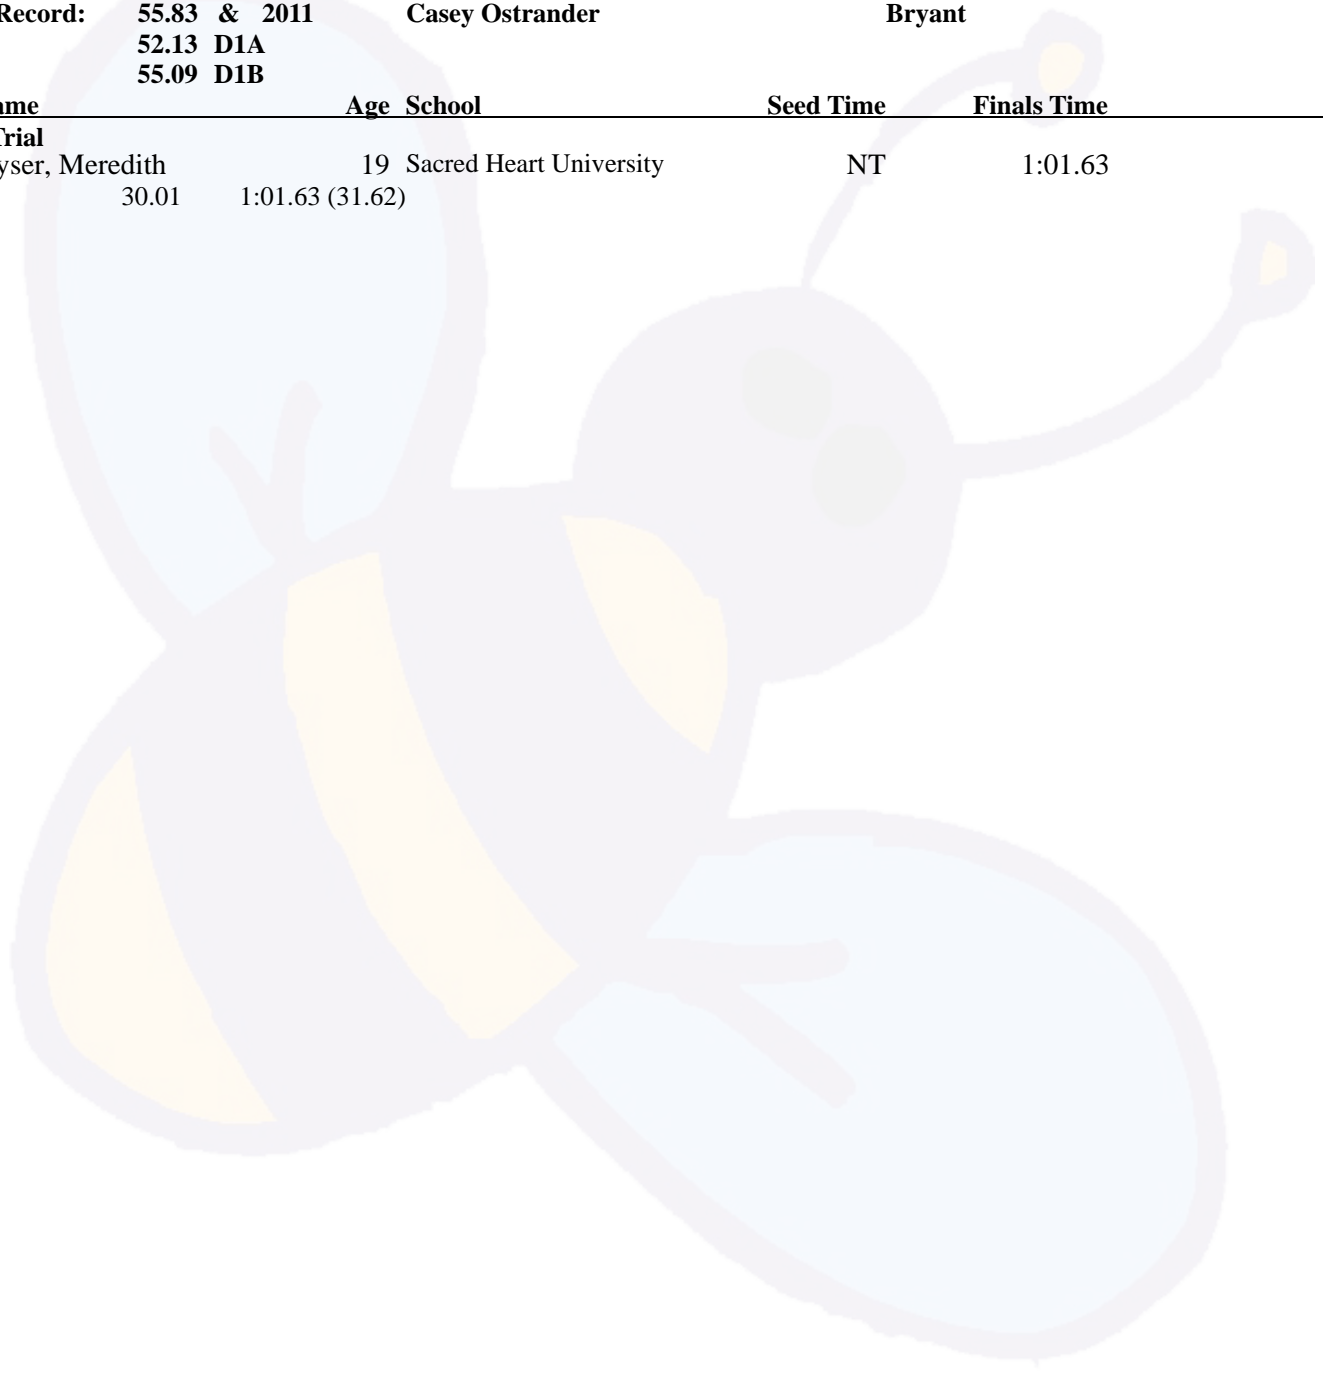 Record: 55.83 & 2011 Casey Ostrander Bryant
52.13 D1A
55.09 D1B
ame Age School Seed Time Finals Time
Trial
yser, Meredith 19 Sacred Heart University NT 1:01.63
30.01 1:01.63 (31.62)